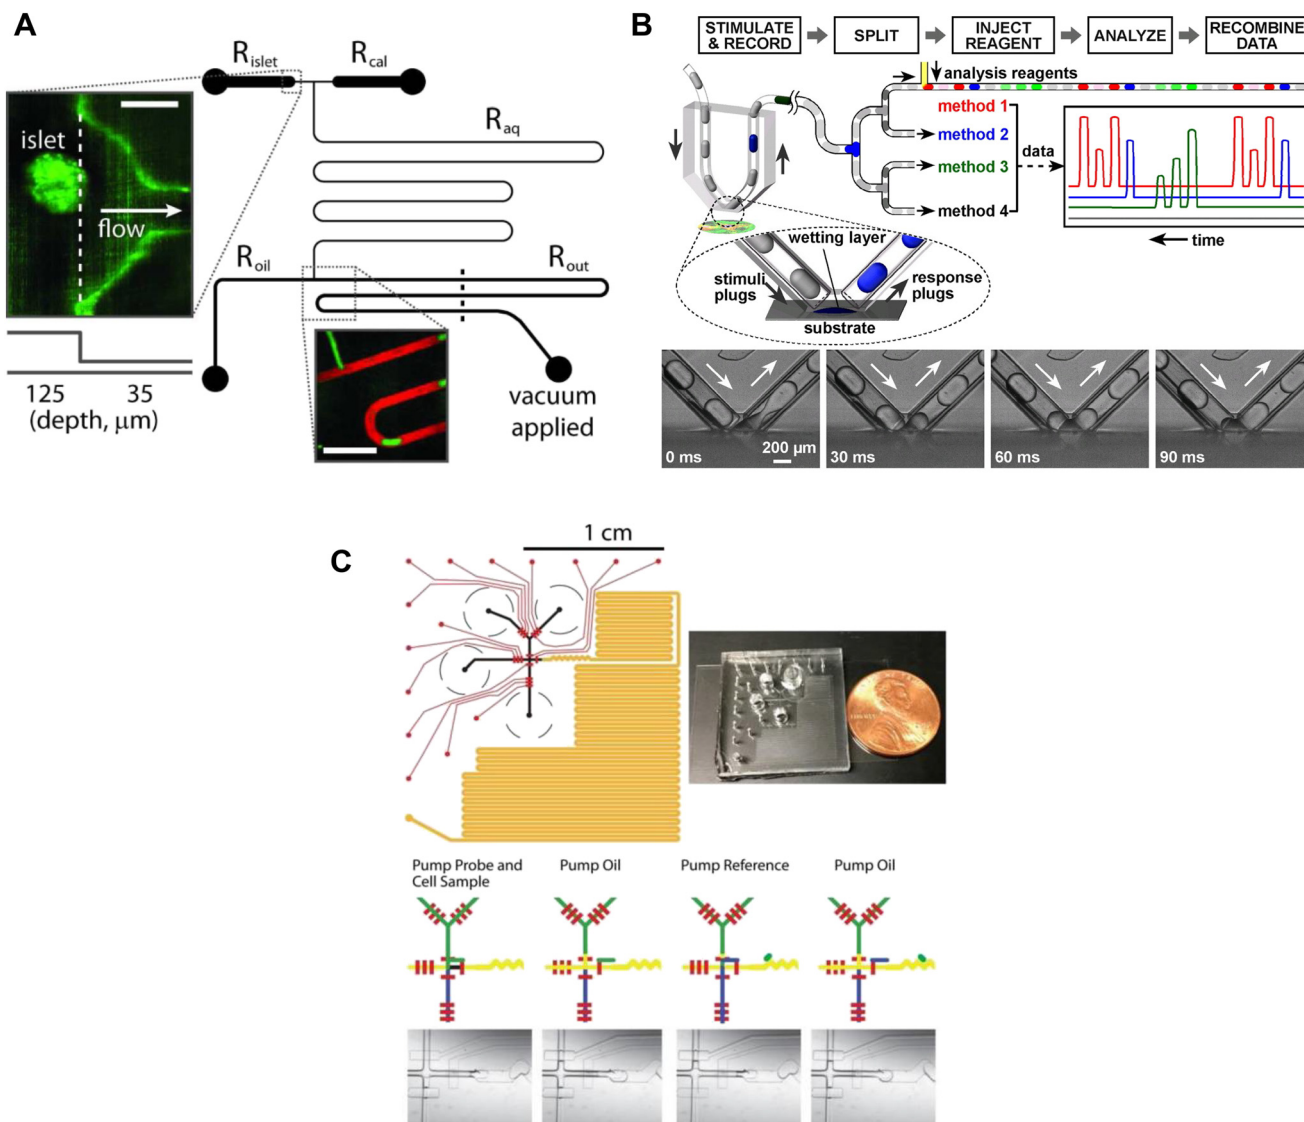 A
R_islet
R_cal
islet
flow
R_aq
R_oil
R_out
125 35
(depth, μm)
vacuum
applied
B
STIMULATE
& RECORD
SPLIT
INJECT
REAGENT
ANALYZE
RECOMBINE
DATA
analysis reagents
method 1
method 2
method 3
method 4
data
time
wetting layer
stimuli
plugs
response
plugs
substrate
0 ms
200 μm
30 ms
60 ms
90 ms
C
1 cm
Pump Probe and
Cell Sample
Pump Oil
Pump Reference
Pump Oil